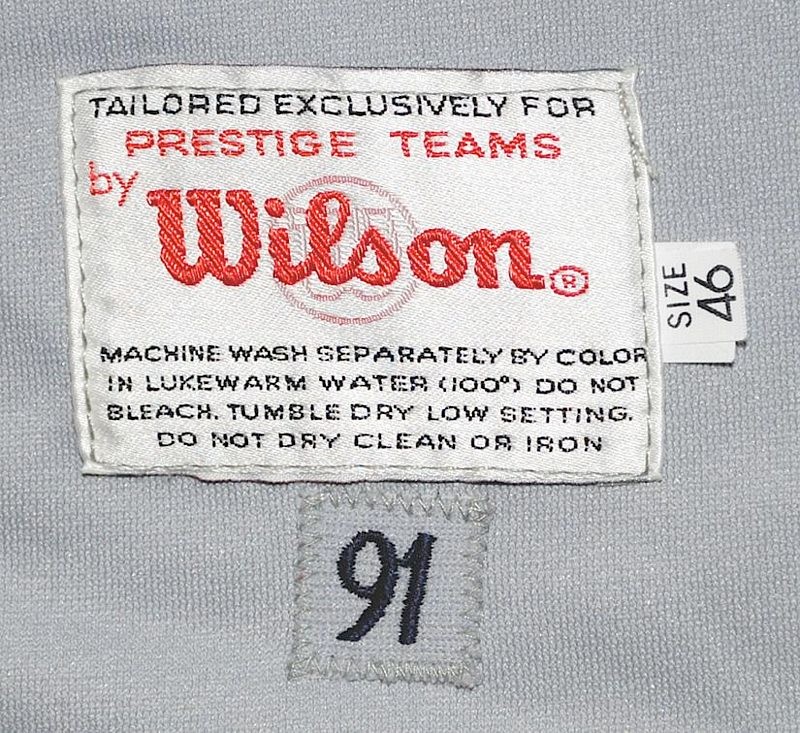 TAILORED EXCLUSIVELY FOR
PRESTIGE TEAMS
by
Wilson®
SIZE
46
MACHINE WASH SEPARATELY BY COLOR
IN LUKEWARM WATER (100°) DO NOT
BLEACH. TUMBLE DRY LOW SETTING.
DO NOT DRY CLEAN OR IRON
91